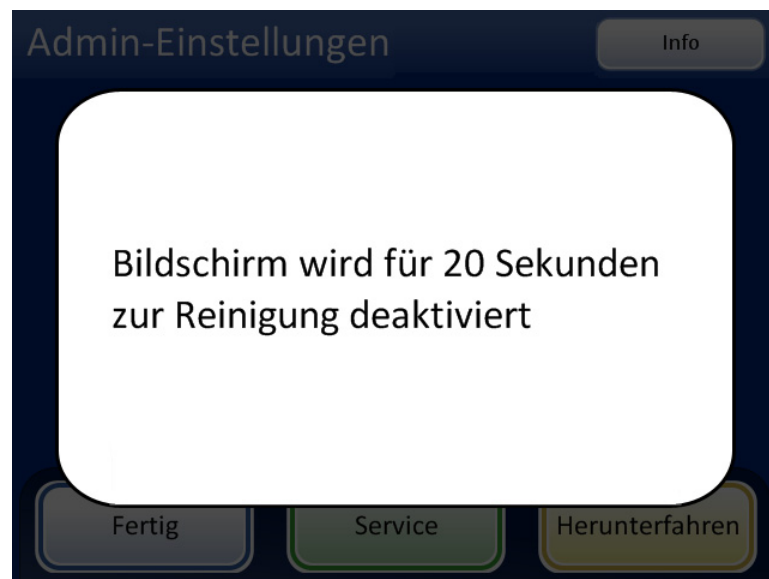 Admin-Einstellungen
Info
Bildschirm wird für 20 Sekunden
zur Reinigung deaktiviert
Fertig
Service
Herunterfahren